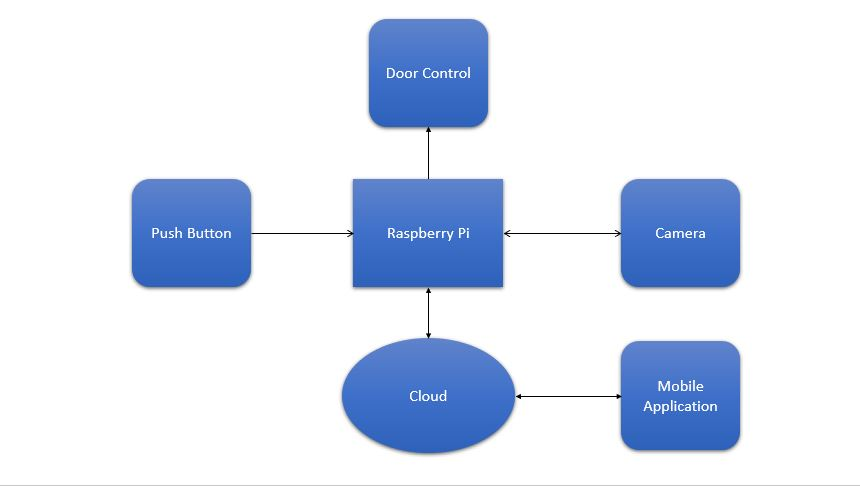 Door Control
Push Button
Raspberry Pi
Camera
Cloud
Mobile
Application